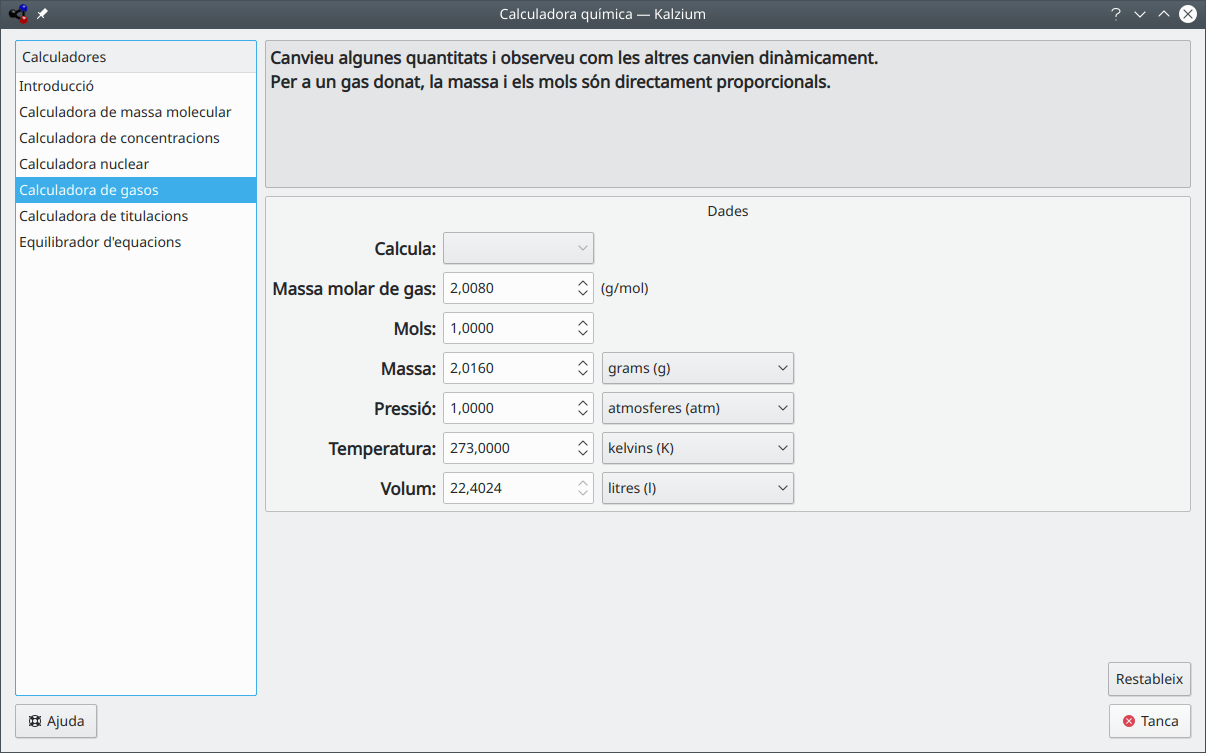 Calculadora química — Kalzium
Calculadores
Introducció
Calculadora de massa molecular
Calculadora de concentracions
Calculadora nuclear
Calculadora de gasos
Calculadora de titulacions
Equilibrador d'equacions
Canvieu algunes quantitats i observeu com les altres canvien dinàmicament.
Per a un gas donat, la massa i els mols són directament proporcionals.
Dades
Calcula:
Massa molar de gas: 2,0080 (g/mol)
Mols: 1,0000
Massa: 2,0160 grams (g)
Pressió: 1,0000 atmosferes (atm)
Temperatura: 273,0000 kelvins (K)
Volum: 22,4024 litres (l)
Restableix
Ajuda
Tanca